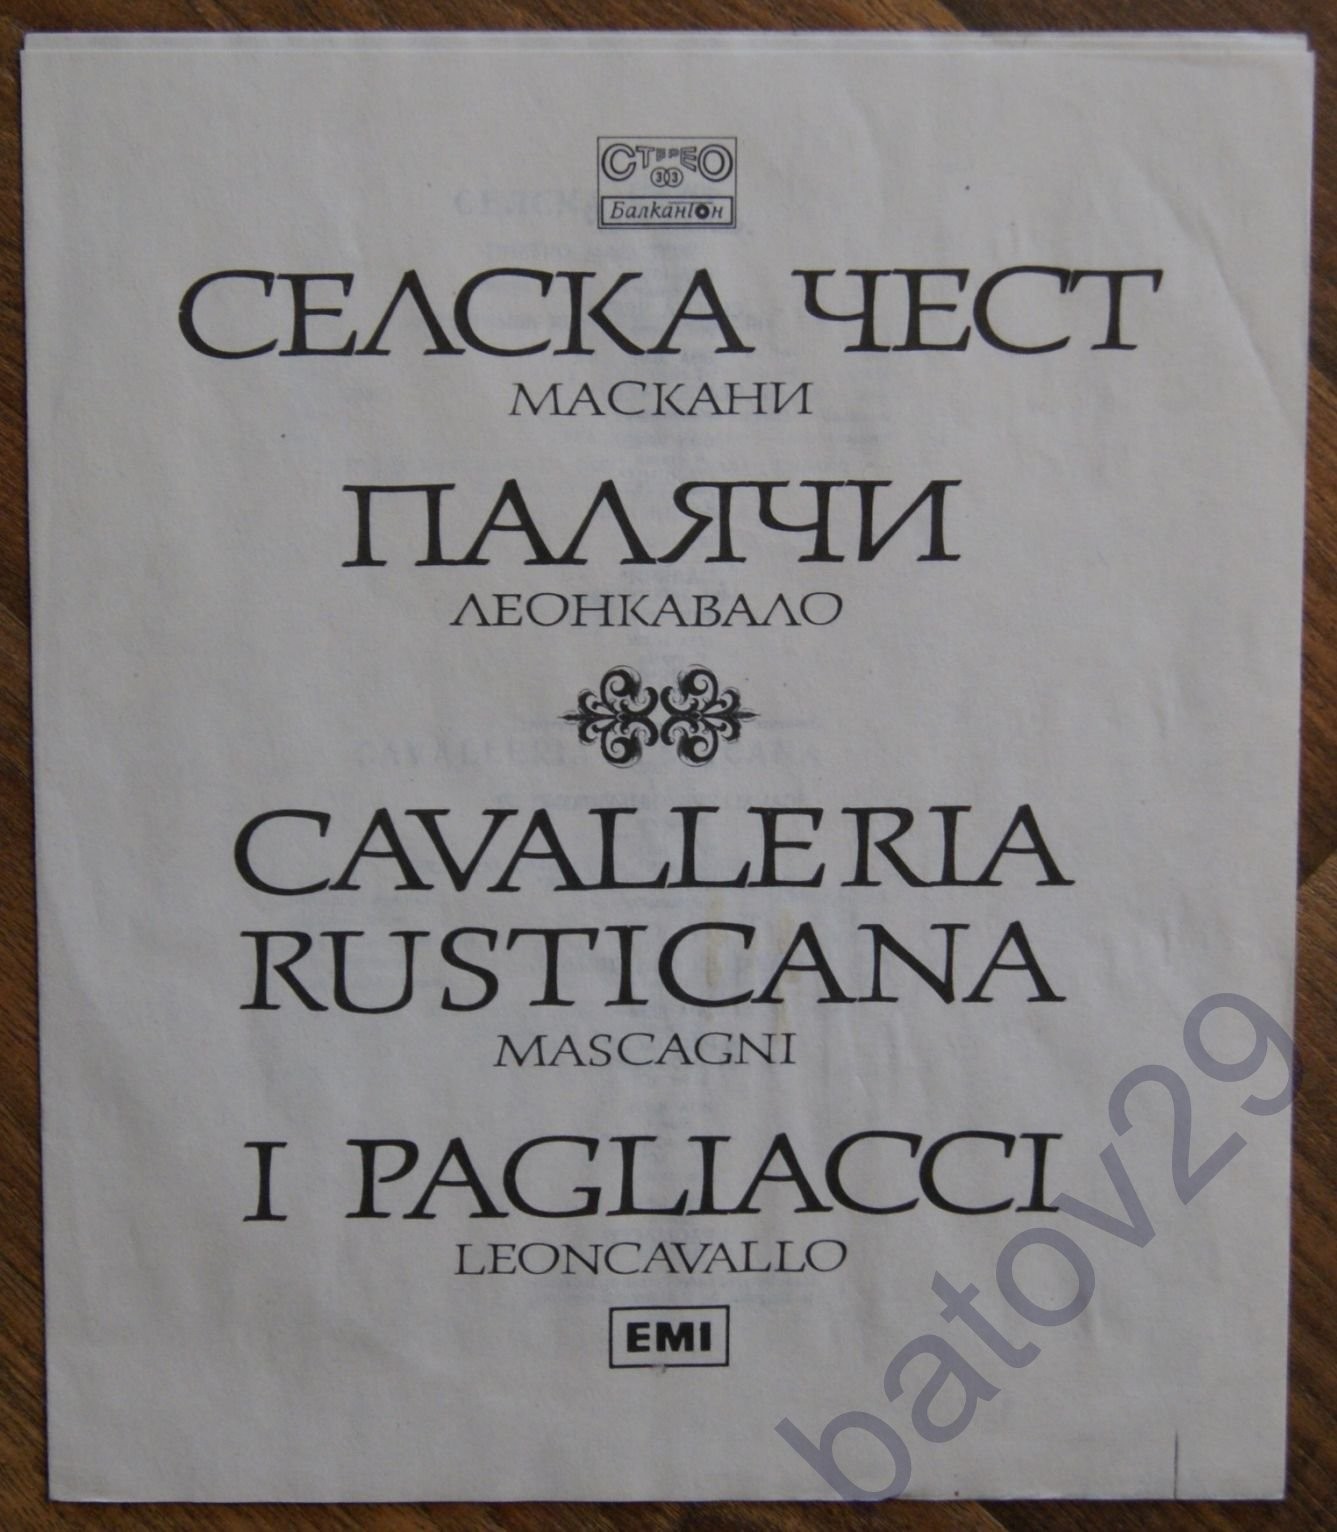 СТЕРЕО
33
Балкантон
СЕЛСКА ЧЕСТ
МАСКАНИ
ПАЛЯЧИ
ЛЕОНКАВАЛО
CAVALLERIA
RUSTICANA
MASCAGNI
I PAGLIACCI
LEONCAVALLO
EMI
batov29